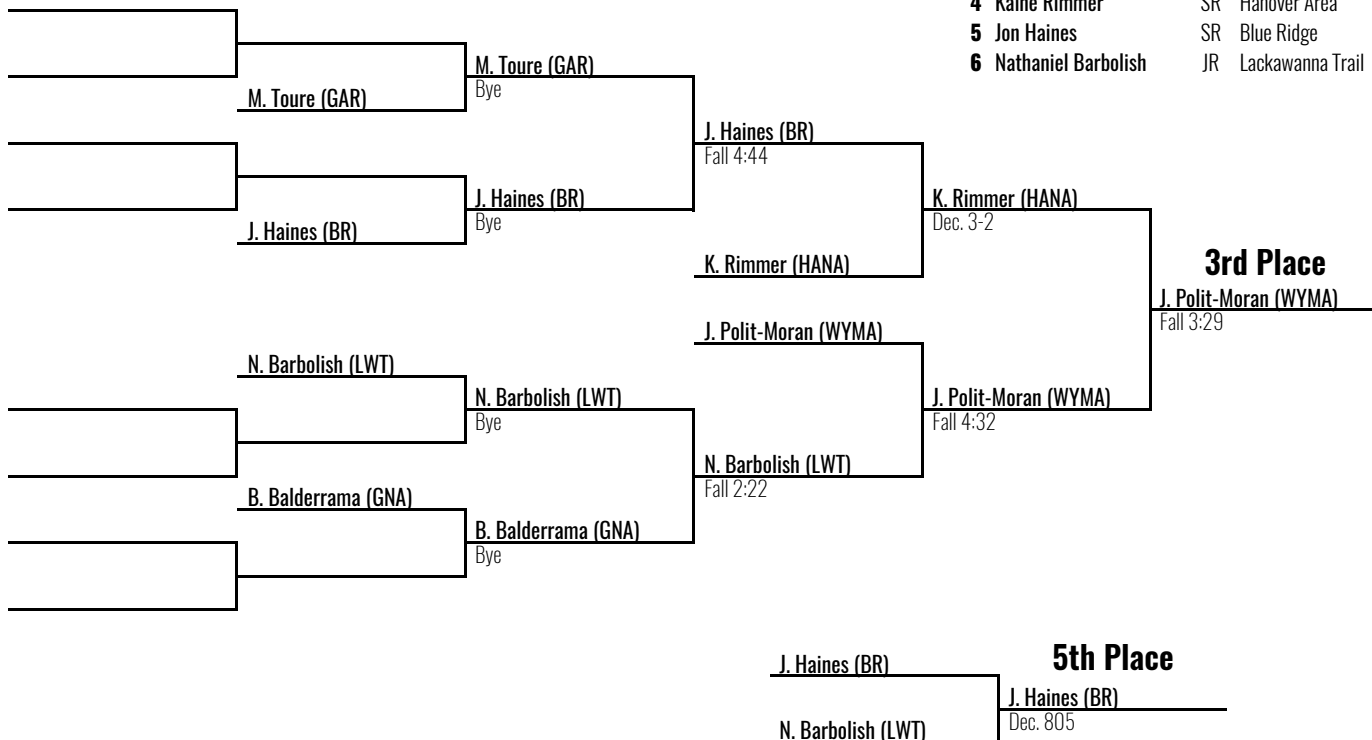 4 Kaine Rimmer SR Hanover Area
5 Jon Haines SR Blue Ridge
6 Nathaniel Barbolish JR Lackawanna Trail
M. Toure (GAR)
M. Toure (GAR)
Bye
J. Haines (BR)
Fall 4:44
J. Haines (BR)
J. Haines (BR)
Bye
K. Rimmer (HANA)
Dec. 3-2
K. Rimmer (HANA)
3rd Place
J. Polit-Moran (WYMA)
Fall 3:29
J. Polit-Moran (WYMA)
N. Barbolish (LWT)
N. Barbolish (LWT)
Bye
J. Polit-Moran (WYMA)
Fall 4:32
N. Barbolish (LWT)
Fall 2:22
B. Balderrama (GNA)
B. Balderrama (GNA)
Bye
5th Place
J. Haines (BR)
J. Haines (BR)
Dec. 805
N. Barbolish (LWT)